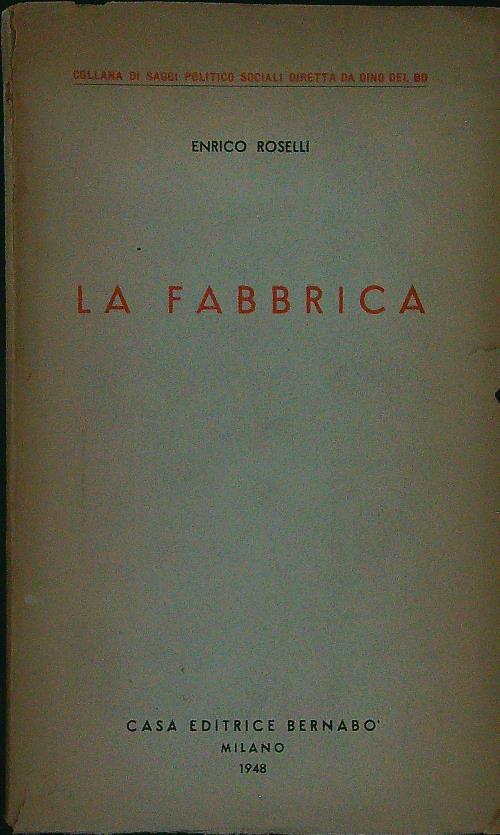 COLLANA DI SAGGI POLITICO SOCIALI DIRETTA DA DINO DEL BO
ENRICO ROSELLI
LA FABBRICA
CASA EDITRICE BERNABO'
MILANO
1948